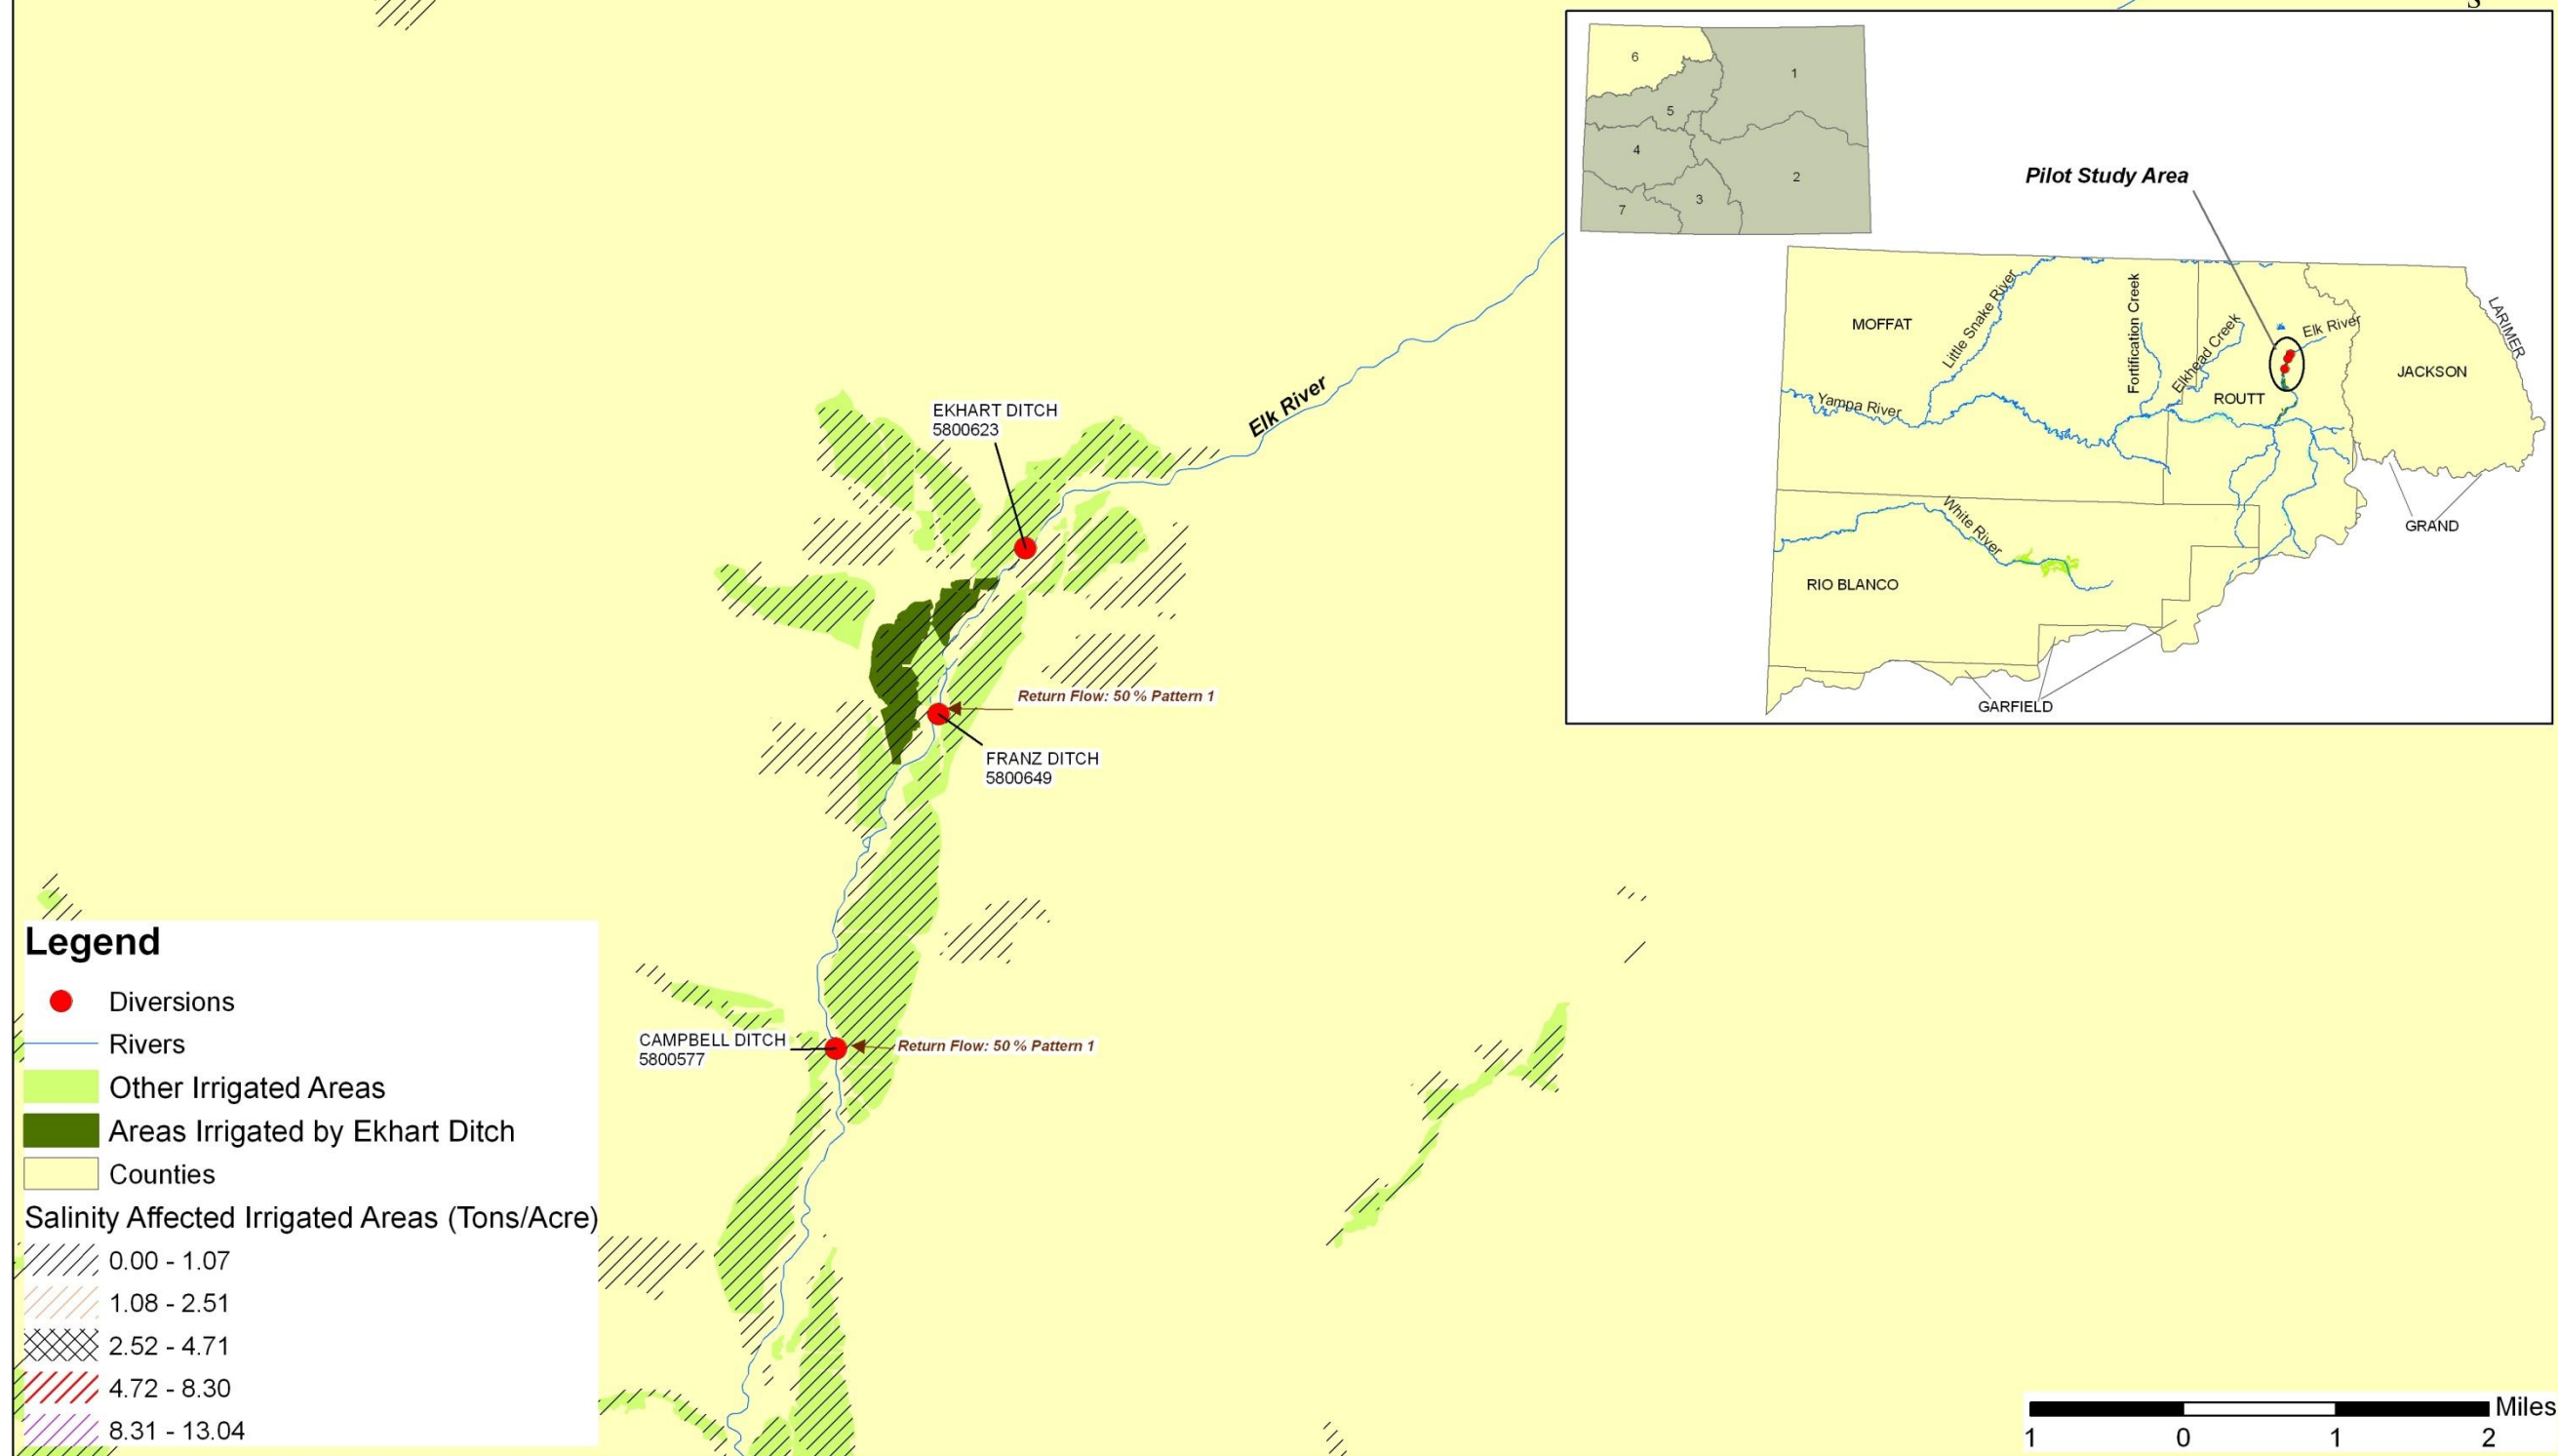 S
6
1
5
4
2
3
7
Pilot Study Area
MOFFAT
Little Snake River
Fortification Creek
Elkhead Creek
Elk River
LARIMER
JACKSON
ROUTT
Yampa River
White River
GRAND
RIO BLANCO
GARFIELD
Elk River
EKHART DITCH
5800623
Return Flow: 50% Pattern 1
FRANZ DITCH
5800649
CAMPBELL DITCH
5800577
Return Flow: 50% Pattern 1
Legend
Diversions
Rivers
Other Irrigated Areas
Areas Irrigated by Ekhart Ditch
Counties
Salinity Affected Irrigated Areas (Tons/Acre)
0.00 - 1.07
1.08 - 2.51
2.52 - 4.71
4.72 - 8.30
8.31 - 13.04
Miles
1 0 1 2